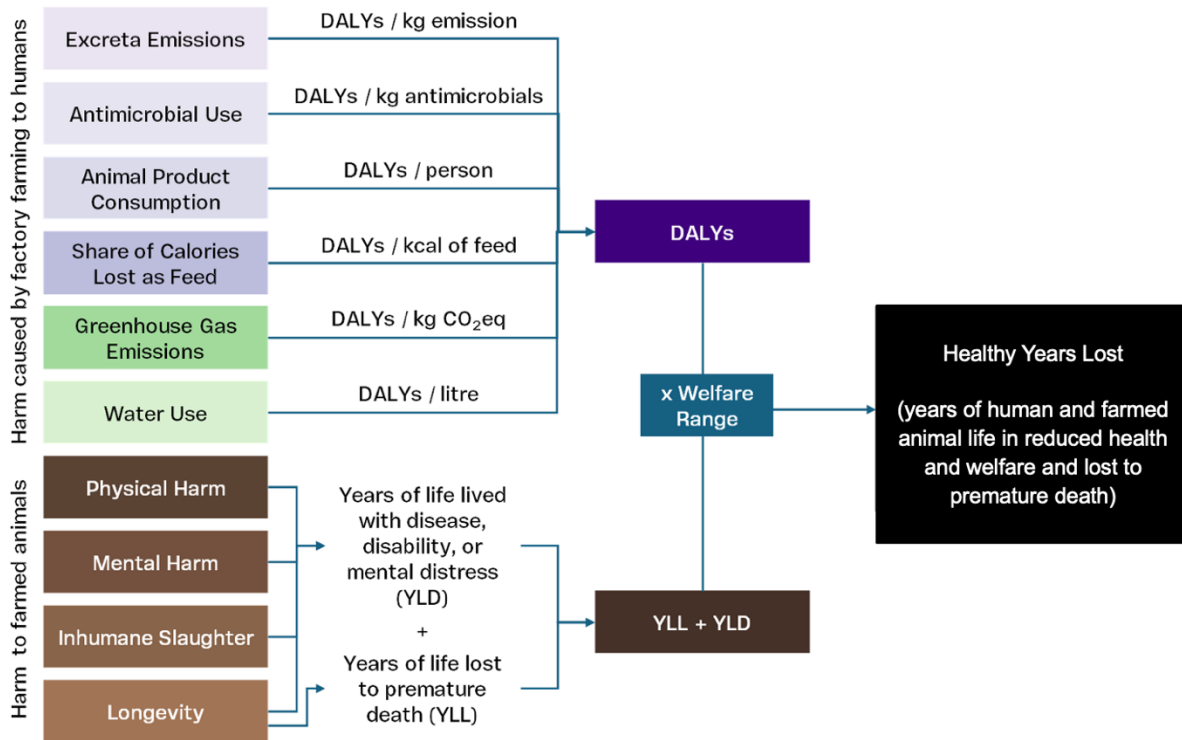 Harm caused by factory farming to humans
Excreta Emissions
DALYs / kg emission
Antimicrobial Use
DALYs / kg antimicrobials
Animal Product
Consumption
DALYs / person
Share of Calories
Lost as Feed
DALYs / kcal of feed
Greenhouse Gas
Emissions
DALYs / kg CO₂eq
Water Use
DALYs / litre
DALYs
x Welfare
Range
Healthy Years Lost
(years of human and farmed
animal life in reduced health
and welfare and lost to
premature death)
Harm to farmed animals
Physical Harm
Mental Harm
Inhumane Slaughter
Longevity
Years of life lived
with disease,
disability, or
mental distress
(YLD)
+
Years of life lost
to premature
death (YLL)
YLL + YLD